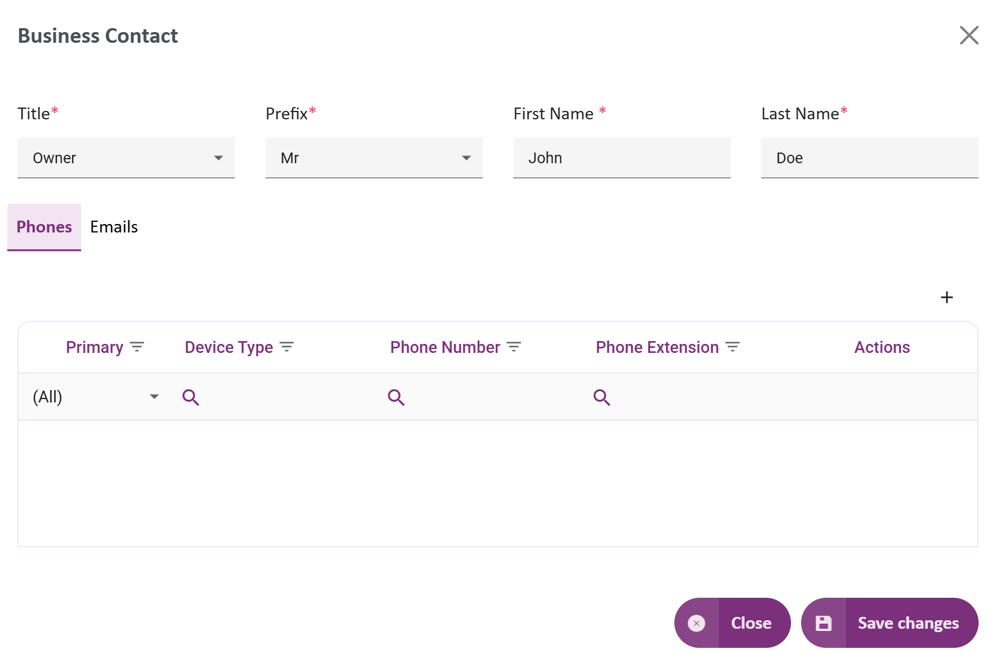 Business Contact
Title* Prefix* First Name * Last Name*
Owner Mr John Doe
Phones Emails
+
Primary Device Type Phone Number Phone Extension Actions
(All)
Close Save changes